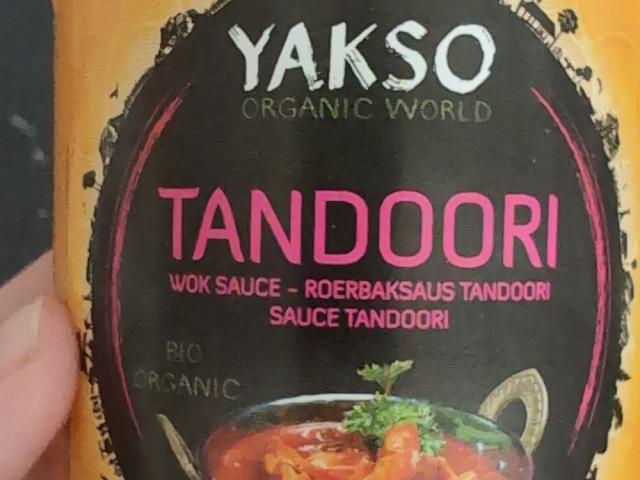 YAKSO
ORGANIC WORLD
TANDOORI
WOK SAUCE – ROERBAKSAUS TANDOORI
SAUCE TANDOORI
BIO
ORGANIC